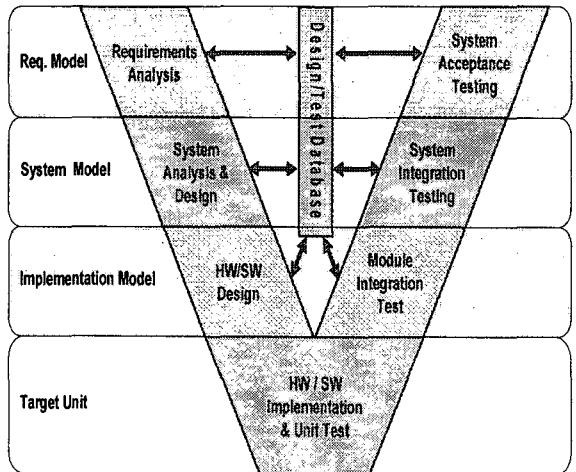 Req. Model
Requirements
Analysis
Design/Test Database
System
Acceptance
Testing
System Model
System
Analysis &
Design
System
Integration
Testing
Implementation Model
HW/SW
Design
Module
Integration
Test
Target Unit
HW / SW
Implementation
& Unit Test